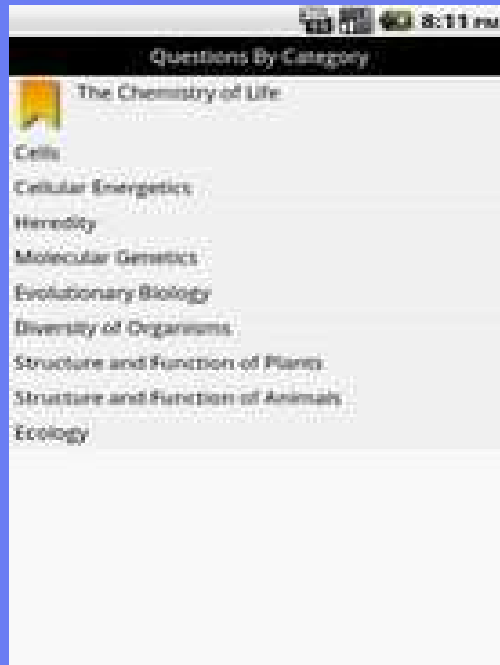 8:11 PM
Questions By Category
The Chemistry of Life
Cells
Cellular Energetics
Heredity
Molecular Genetics
Evolutionary Biology
Diversity of Organisms
Structure and Function of Plants
Structure and Function of Animals
Ecology